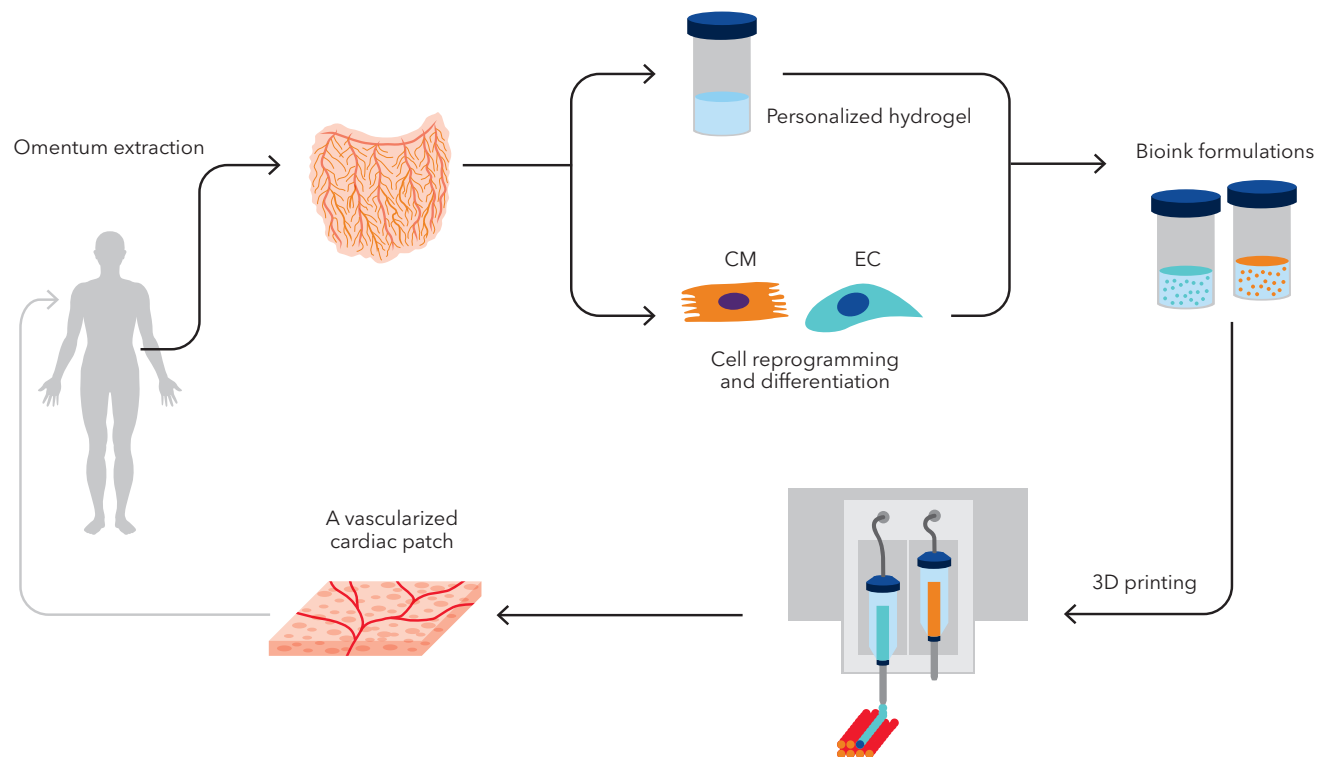 Omentum extraction
Personalized hydrogel
Bioink formulations
CM
EC
Cell reprogramming
and differentiation
3D printing
A vascularized
cardiac patch